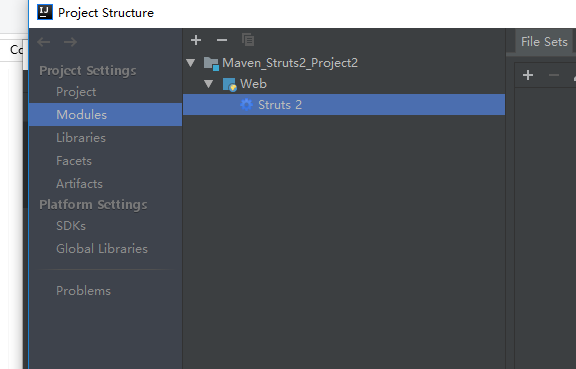 IJ
Project Structure
Project Settings
Project
Modules
Libraries
Facets
Artifacts
Platform Settings
SDKs
Global Libraries
Problems
Maven_Struts2_Project2
Web
Struts 2
File Sets